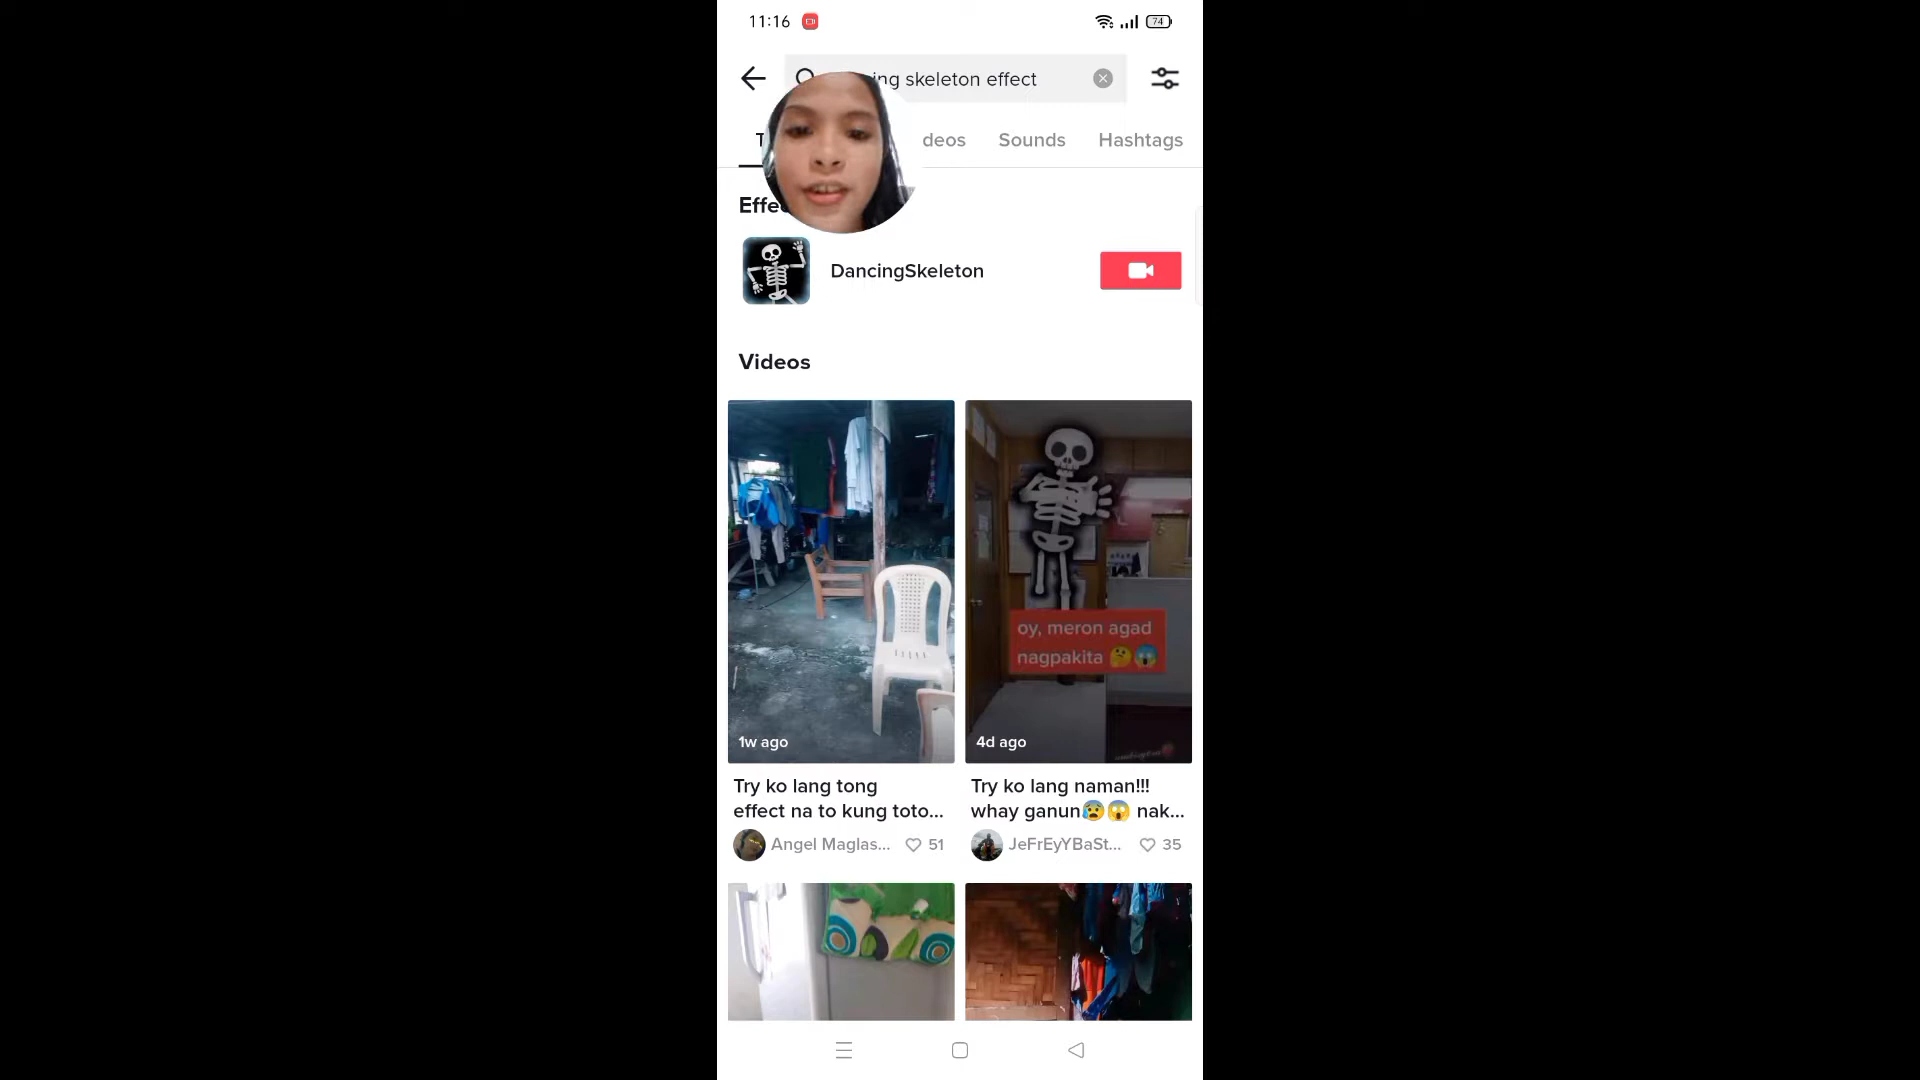 11:16
74
ing skeleton effect
T
deos
Sounds
Hashtags
Effec
DancingSkeleton
Videos
oy, meron agad
nagpakita 🤔😱
1w ago
4d ago
Try ko lang tong
effect na to kung toto...
Try ko lang naman!!!
whay ganun😰😱 nak...
Angel Maglas...
51
JeFrEyYBaSt...
35